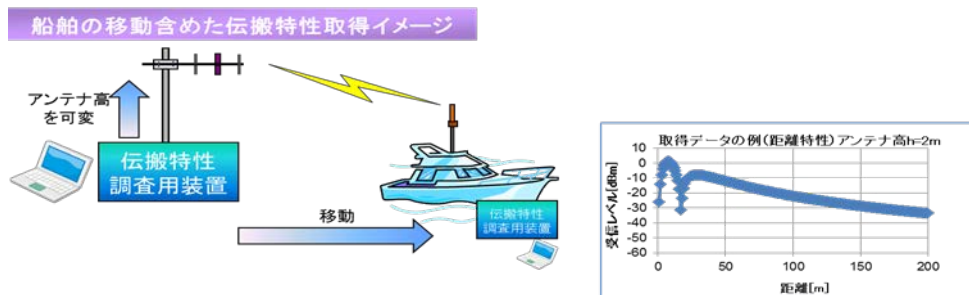 船舶の移動含めた伝搬特性取得イメージ
アンテナ高
を可変
伝搬特性
調査用装置
移動
伝搬特性
調査用装置
取得データの例(距離特性)アンテナ高h=2m
受信レベル[dBm]
10
0
-10
-20
-30
-40
-50
-60
0
50
100
150
200
距離[m]